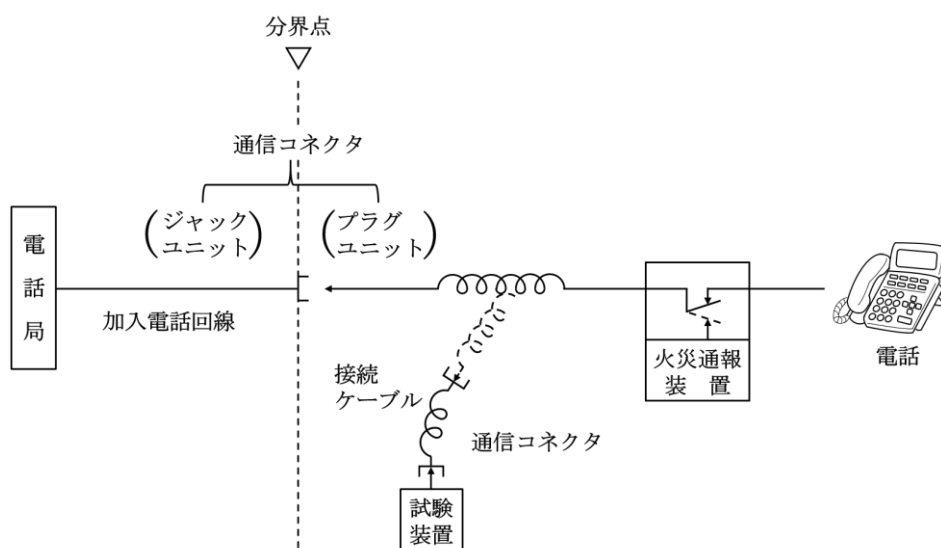 分界点
通信コネクタ
(ジャック
ユニット)
(プラグ
ユニット)
電話局
加入電話回線
火災通報
装置
電話
接続
ケーブル
通信コネクタ
試験
装置